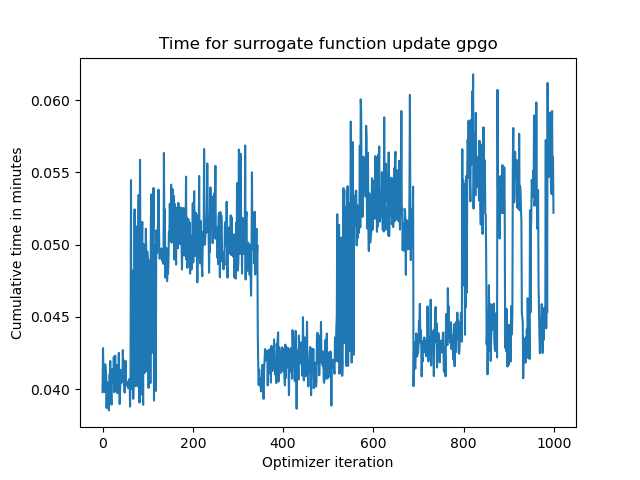 Time for surrogate function update gpgo
0.060
0.055
0.050
0.045
0.040
Cumulative time in minutes
0 200 400 600 800 1000
Optimizer iteration